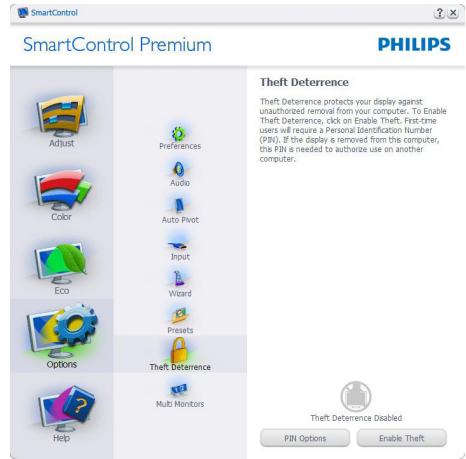 SmartControl
SmartControl Premium
PHILIPS
Adjust
Color
Eco
Options
Help
Preferences
Audio
Auto Pivot
Input
Wizard
Presets
Theft Deterrence
Multi Monitors
Theft Deterrence
Theft Deterrence protects your display against
unauthorized removal from your computer. To Enable
Theft Deterrence, click on Enable Theft. First-time
users will require a Personal Identification Number
(PIN). If the display is removed from this computer,
this PIN is needed to authorize use on another
computer.
Theft Deterrence Disabled
PIN Options
Enable Theft